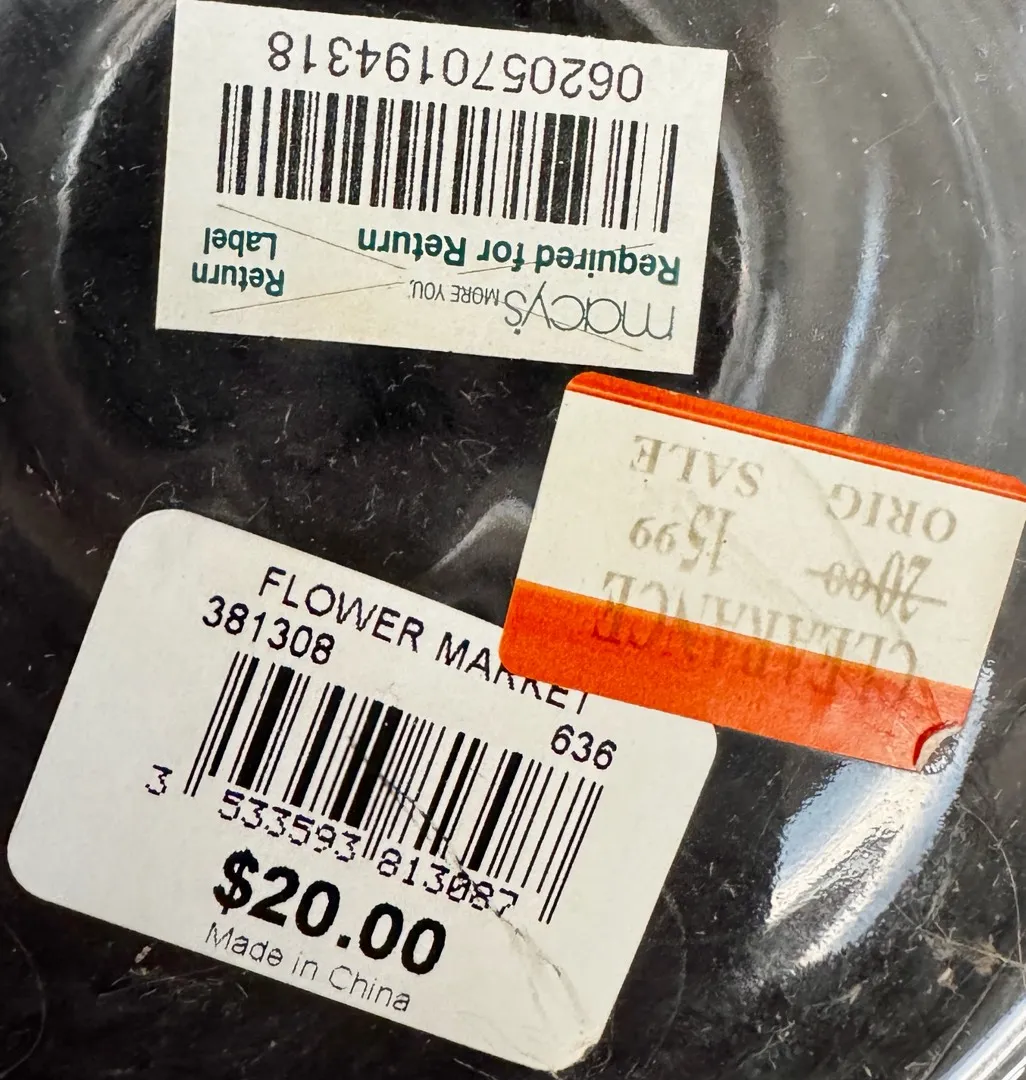 macy's MORE YOU.
Required for Return
Return
Label
0620570194318
ORIG SALE
20.00 15.99
CLEARANCE
FLOWER MARKET
381308
636
3 533593 813087
$20.00
Made in China